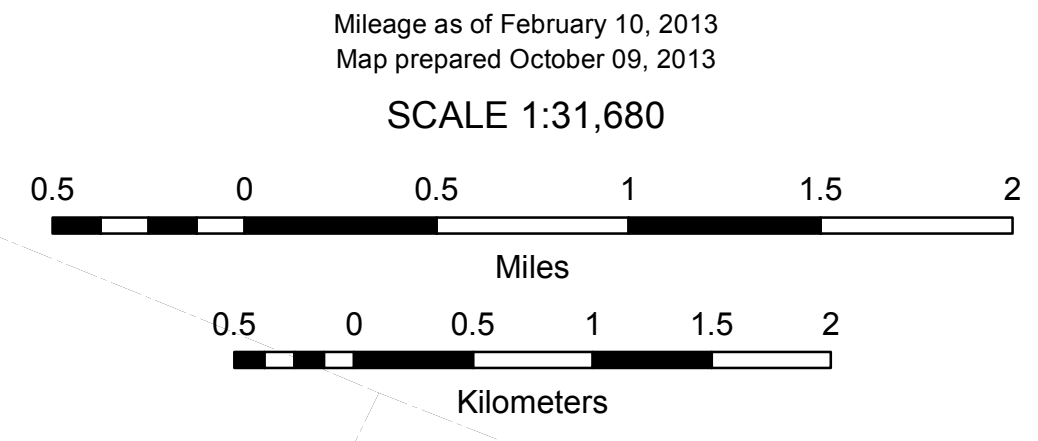 Mileage as of February 10, 2013
Map prepared October 09, 2013
SCALE 1:31,680
0.5 0 0.5 1 1.5 2
Miles
0.5 0 0.5 1 1.5 2
Kilometers